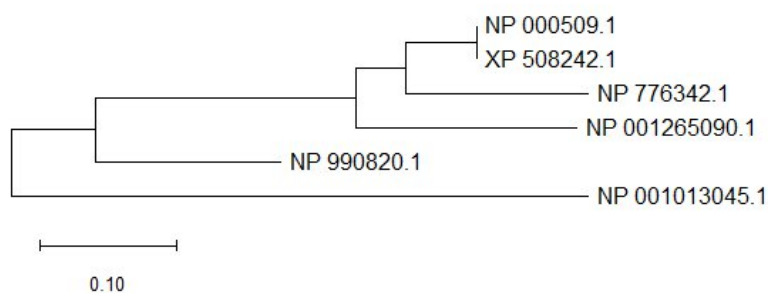 NP 000509.1
XP 508242.1
NP 776342.1
NP 001265090.1
NP 990820.1
NP 001013045.1
0.10